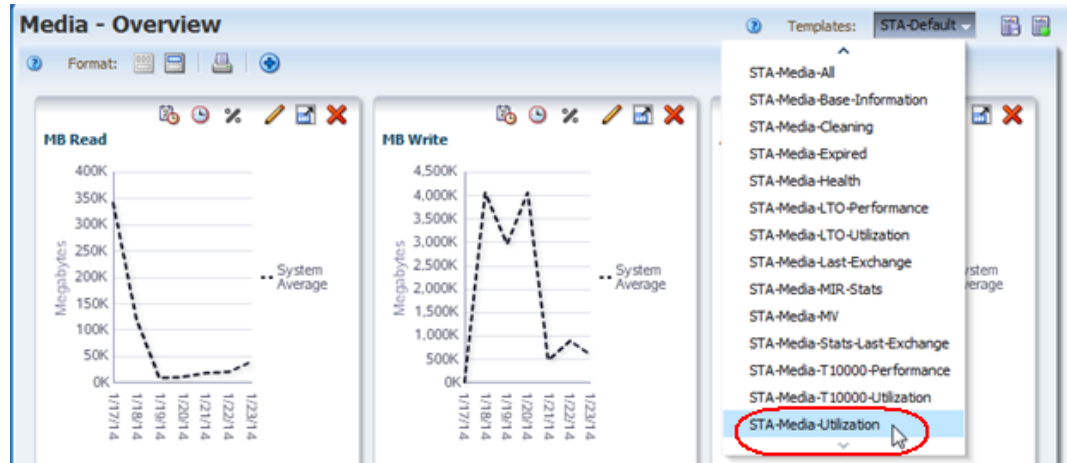 Media - Overview
Templates: STA-Default
Format:
STA-Media-All
STA-Media-Base-Information
STA-Media-Cleaning
STA-Media-Expired
STA-Media-Health
STA-Media-LTO-Performance
STA-Media-LTO-Utilization
STA-Media-Last-Exchange
STA-Media-MIR-Stats
STA-Media-MV
STA-Media-Stats-Last-Exchange
STA-Media-T10000-Performance
STA-Media-T10000-Utilization
STA-Media-Utilization
MB Read
400K
350K
300K
250K
200K
150K
100K
50K
0K
Megabytes
System
Average
1/17/14
1/18/14
1/19/14
1/20/14
1/21/14
1/22/14
1/23/14
MB Write
4,500K
4,000K
3,500K
3,000K
2,500K
2,000K
1,500K
1,000K
500K
0K
Megabytes
System
Average
1/17/14
1/18/14
1/19/14
1/20/14
1/21/14
1/22/14
1/23/14